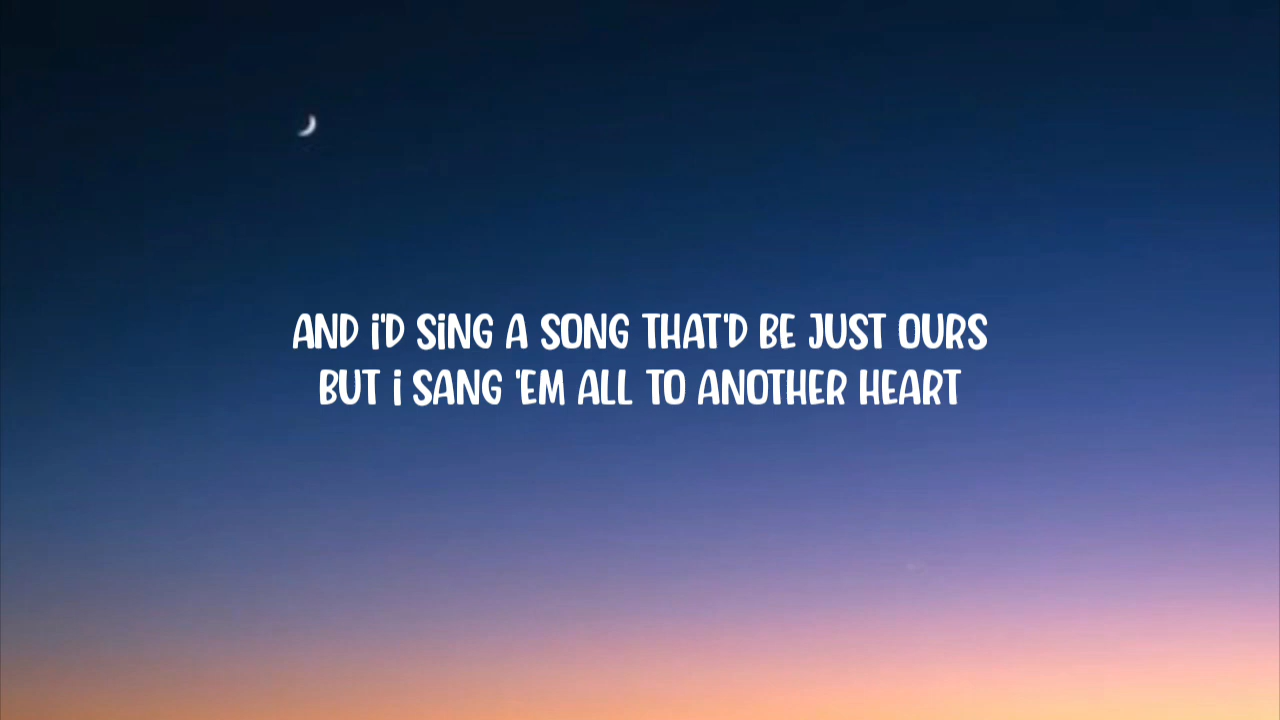 AND i'D SiNG A SONG THAT'D BE JUST OURS
BUT i SANG 'EM ALL TO ANOTHER HEART